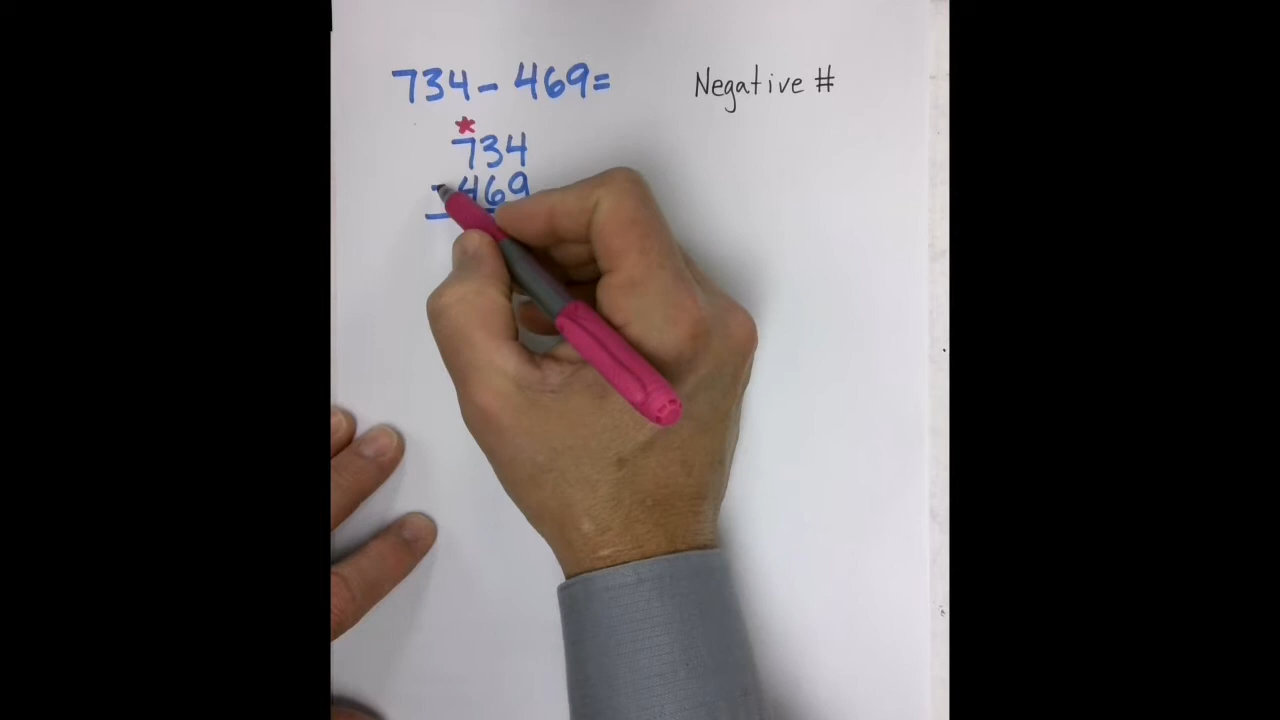 734 - 469 =
Negative #
*
734
- 469